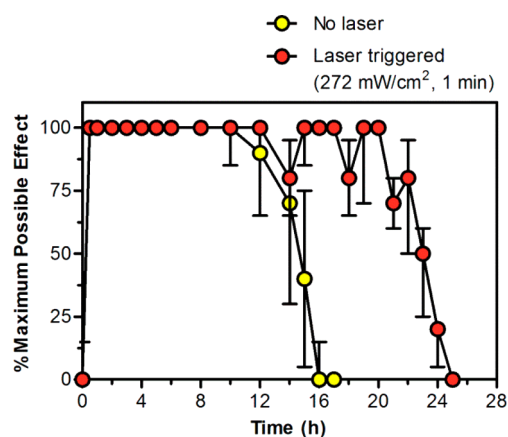 No laser
Laser triggered
(272 mW/cm², 1 min)
% Maximum Possible Effect
100
75
50
25
0
0 4 8 12 16 20 24 28
Time (h)